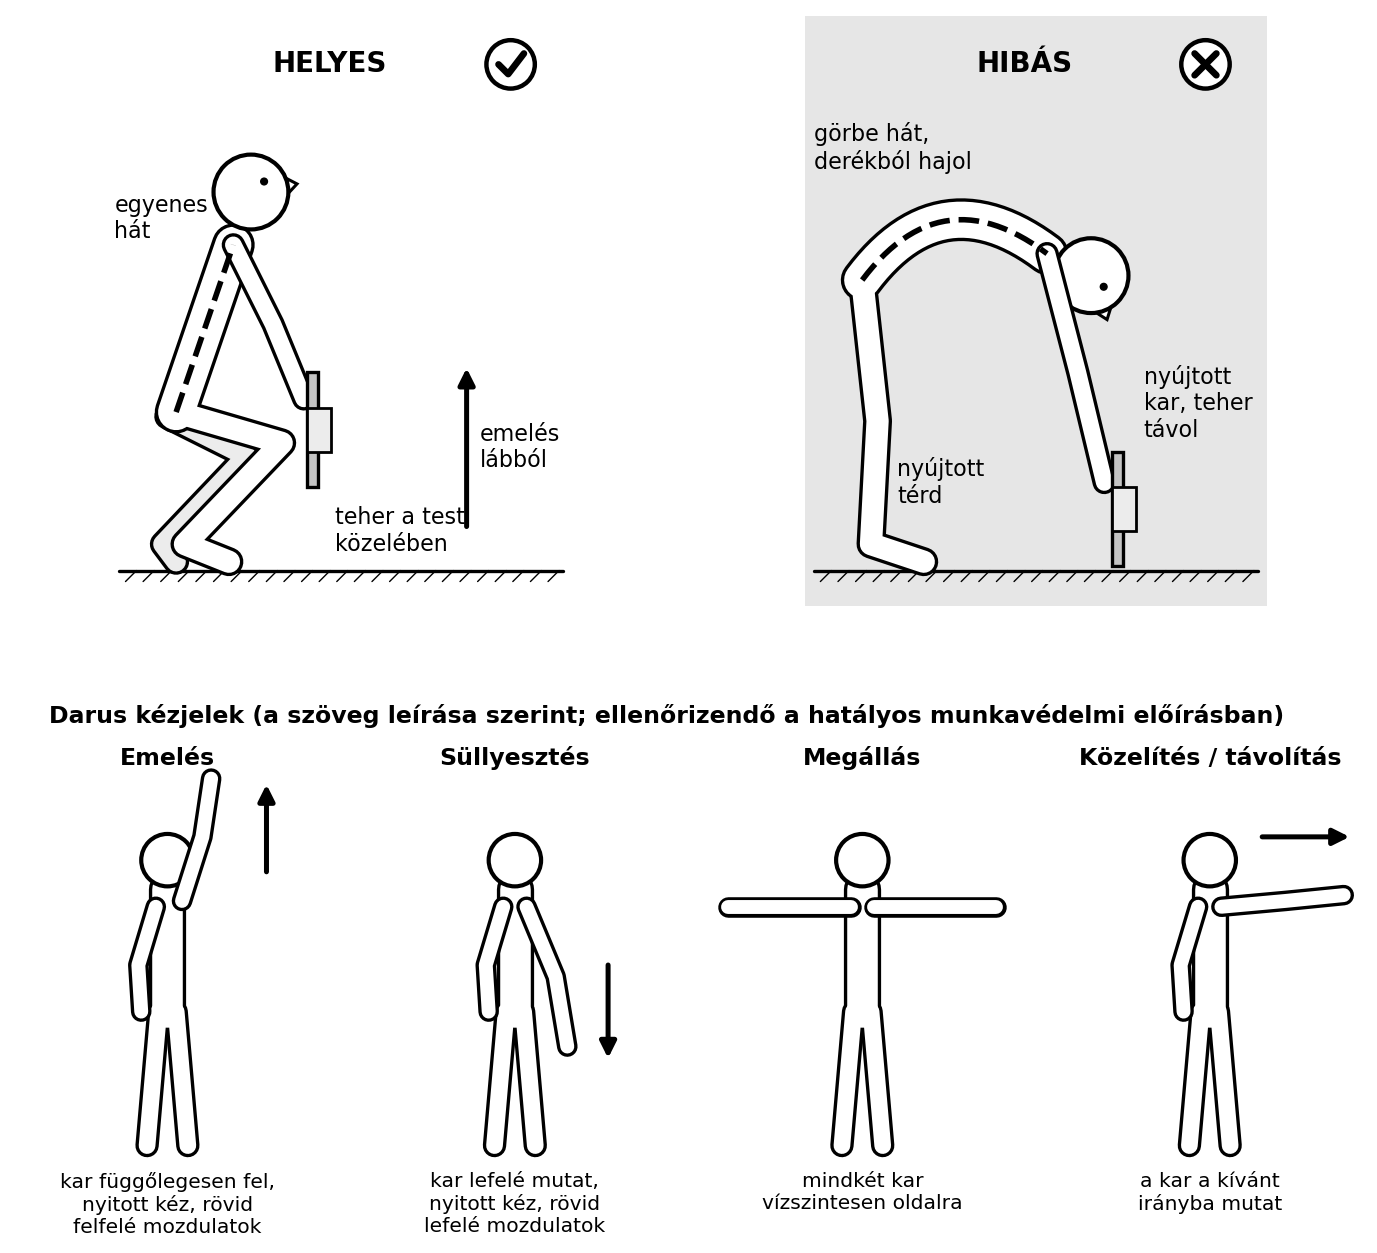 HELYES
HIBÁS
egyenes
hát
emelés
lábból
teher a test
közelében
görbe hát,
derékból hajol
nyújtott
kar, teher
távol
nyújtott
térd
Darus kézjelek (a szöveg leírása szerint; ellenőrizendő a hatályos munkavédelmi előírásban)
Emelés
Süllyesztés
Megállás
Közelítés / távolítás
kar függőlegesen fel,
nyitott kéz, rövid
felfelé mozdulatok
kar lefelé mutat,
nyitott kéz, rövid
lefelé mozdulatok
mindkét kar
vízszintesen oldalra
a kar a kívánt
irányba mutat